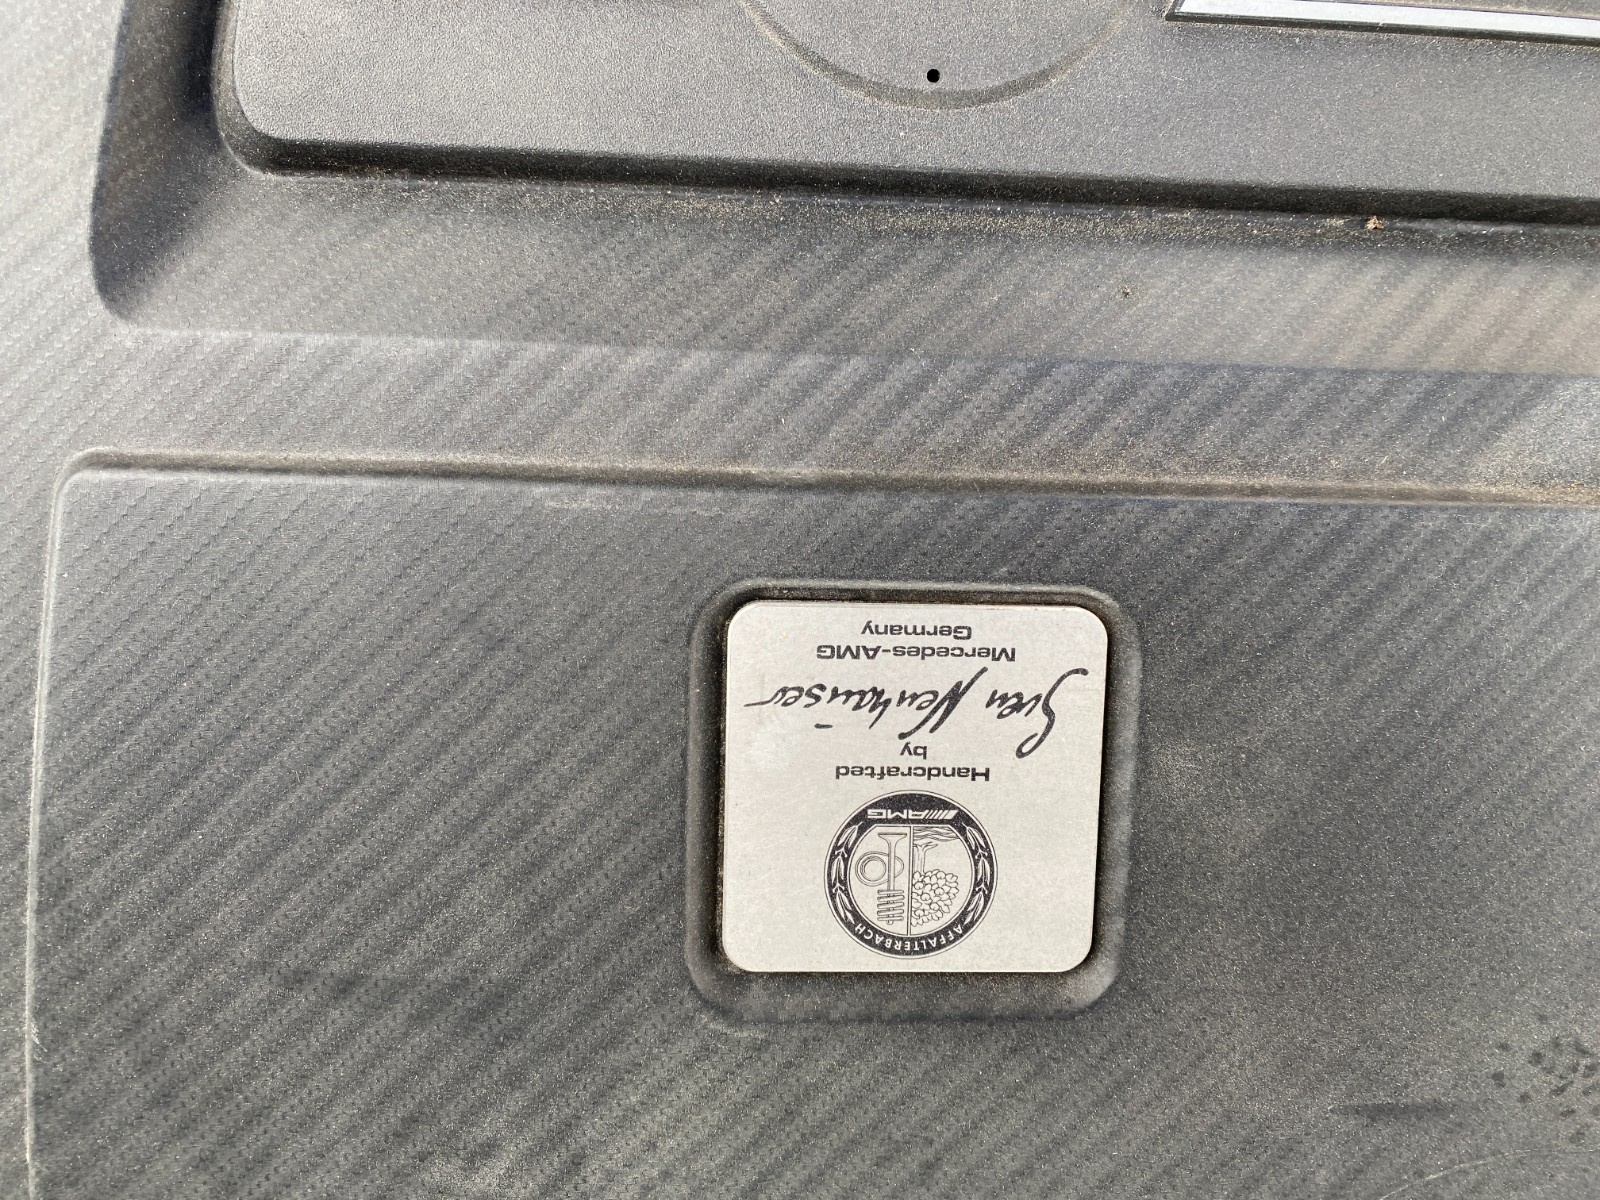 AFFALTERBACH
AMG
Handcrafted
by
Sven Neuhäuser
Mercedes-AMG
Germany